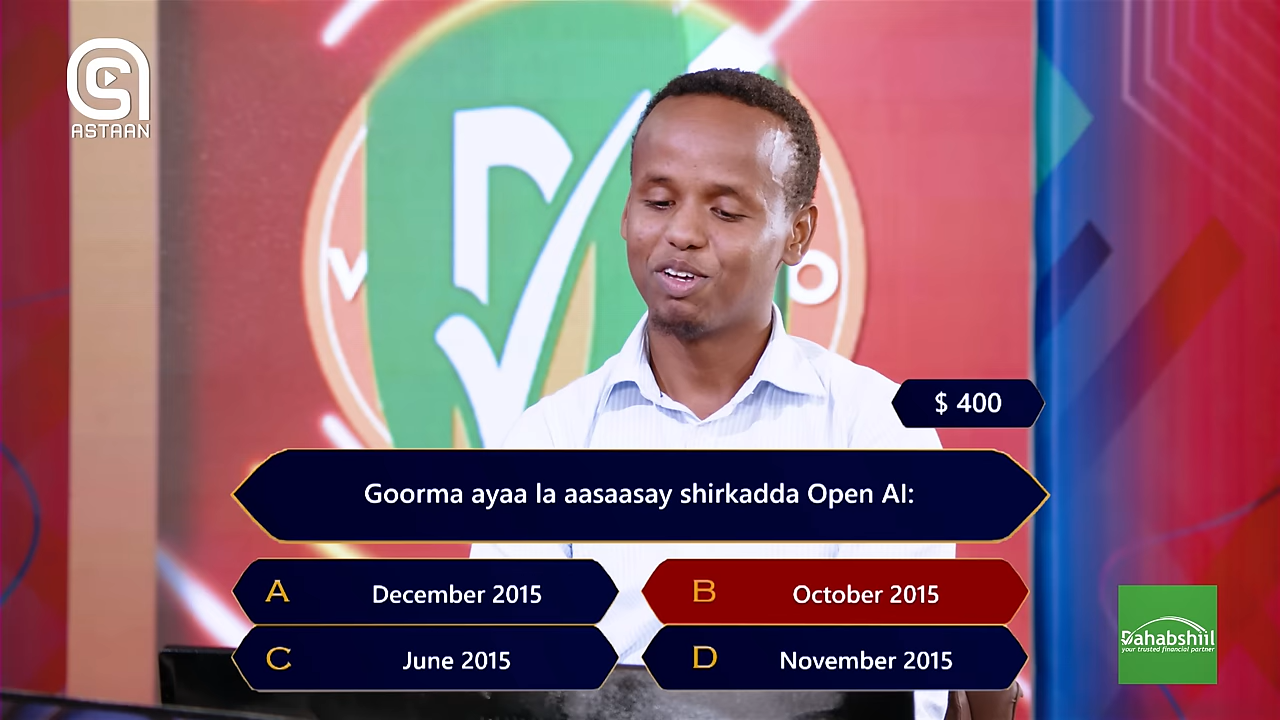 ASTAAN
$ 400
Goorma ayaa la aasaasay shirkadda Open AI:
A December 2015
B October 2015
C June 2015
D November 2015
Dahabshiil
your trusted financial partner